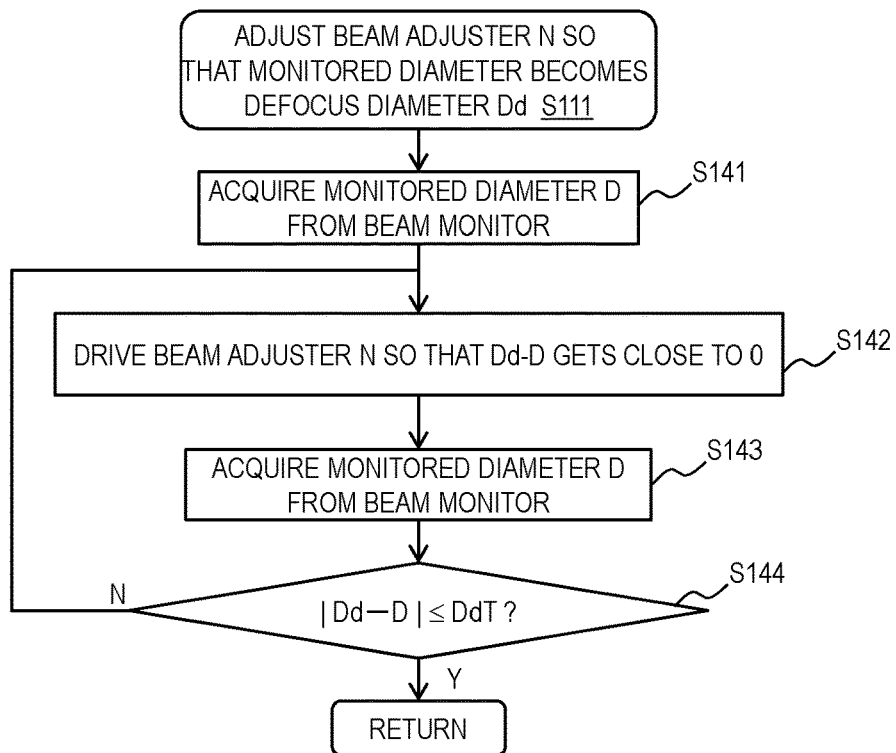 ADJUST BEAM ADJUSTER N SO
THAT MONITORED DIAMETER BECOMES
DEFOCUS DIAMETER Dd S111
ACQUIRE MONITORED DIAMETER D
FROM BEAM MONITOR
S141
DRIVE BEAM ADJUSTER N SO THAT Dd-D GETS CLOSE TO 0
S142
ACQUIRE MONITORED DIAMETER D
FROM BEAM MONITOR
S143
| Dd－D | ≤ DdT ?
S144
N
Y
RETURN